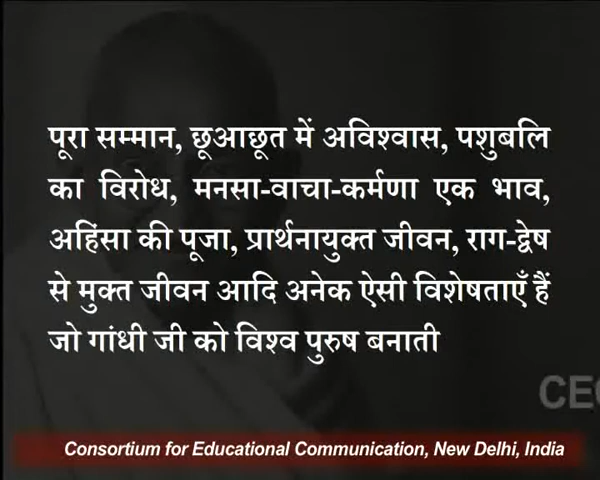 पूरा सम्मान, छूआछूत में अविश्वास, पशुबलि
का विरोध, मनसा-वाचा-कर्मणा एक भाव,
अहिंसा की पूजा, प्रार्थनायुक्त जीवन, राग-द्वेष
से मुक्त जीवन आदि अनेक ऐसी विशेषताएँ हैं
जो गांधी जी को विश्व पुरुष बनाती
CEC
Consortium for Educational Communication, New Delhi, India